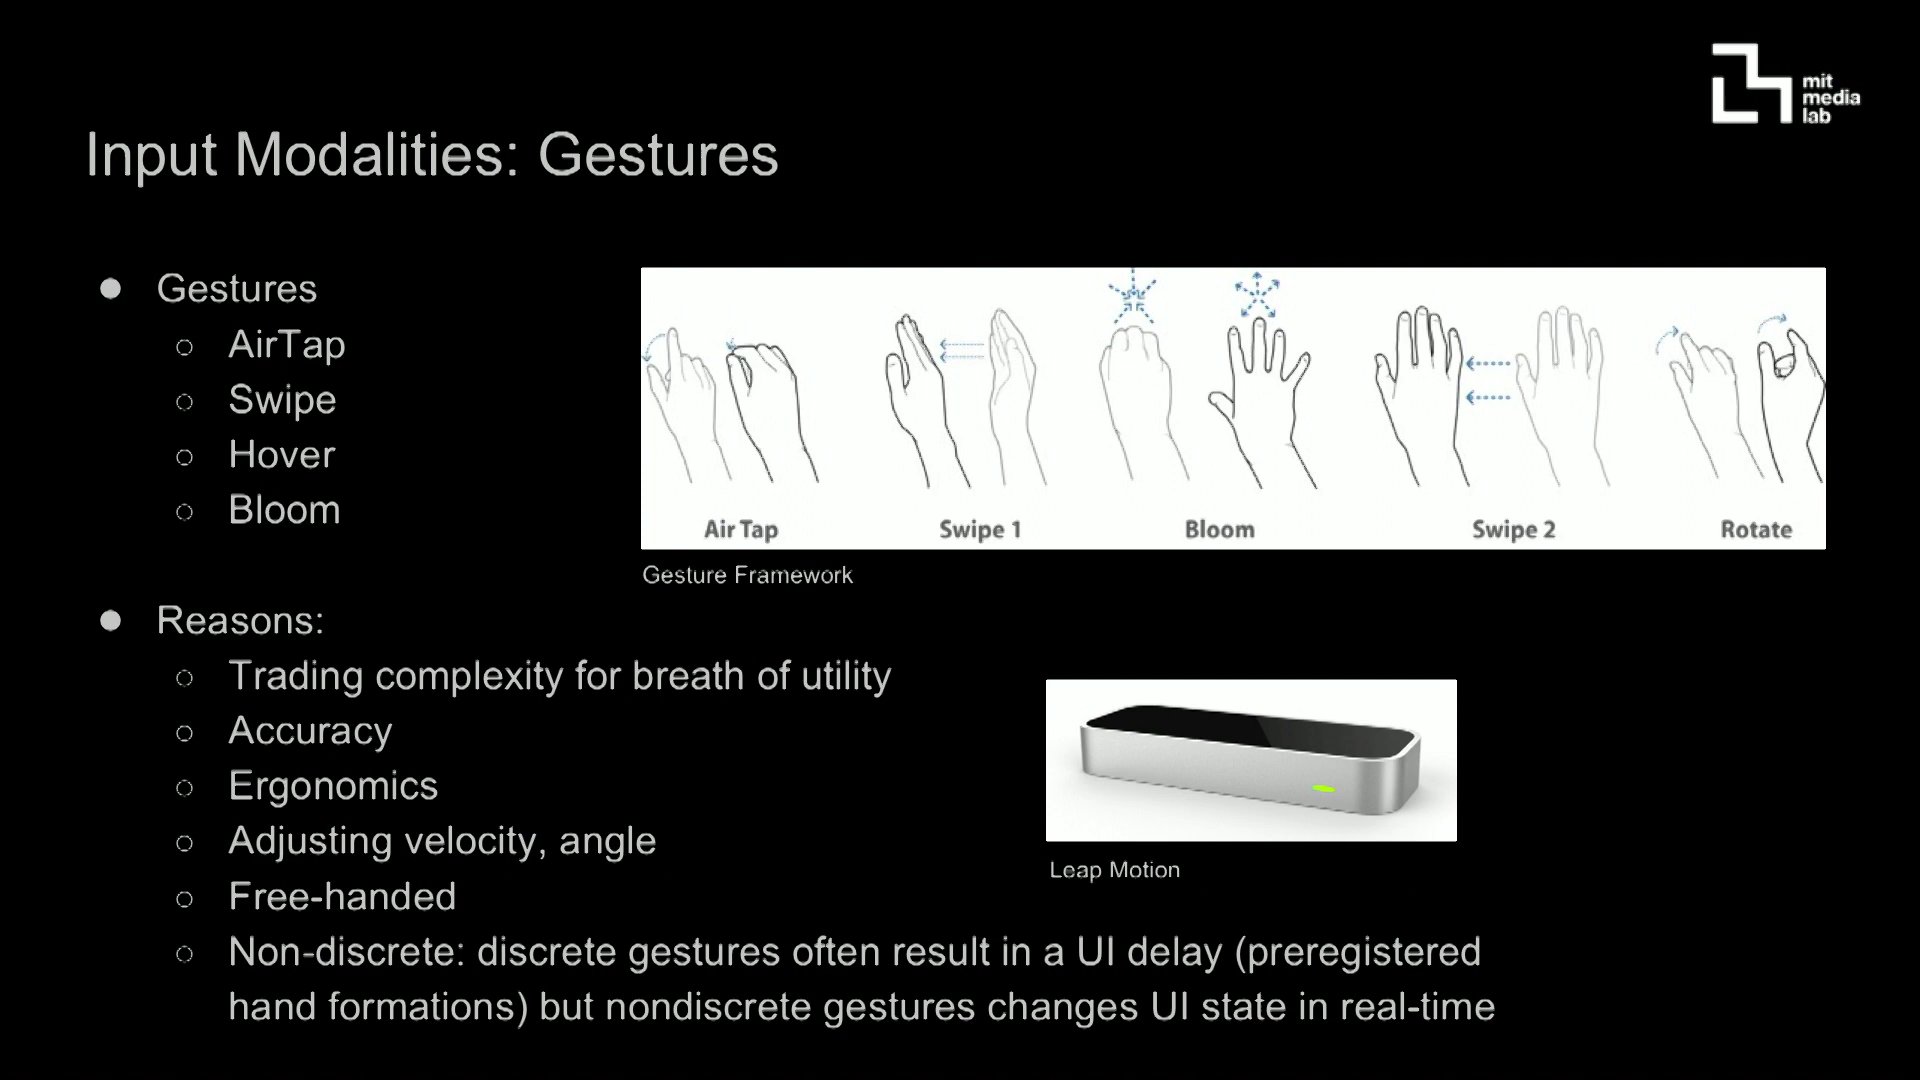 mit
media
lab
Input Modalities: Gestures
● Gestures
○ AirTap
○ Swipe
○ Hover
○ Bloom
Air Tap
Swipe 1
Bloom
Swipe 2
Rotate
Gesture Framework
● Reasons:
○ Trading complexity for breath of utility
○ Accuracy
○ Ergonomics
○ Adjusting velocity, angle
○ Free-handed
○ Non-discrete: discrete gestures often result in a UI delay (preregistered
hand formations) but nondiscrete gestures changes UI state in real-time
Leap Motion